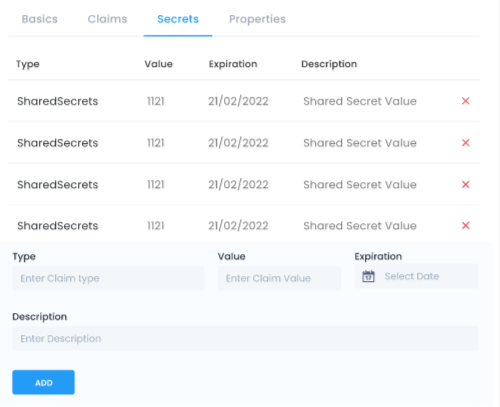 Basics Claims Secrets Properties
Type Value Expiration Description
SharedSecrets 1121 21/02/2022 Shared Secret Value
SharedSecrets 1121 21/02/2022 Shared Secret Value
SharedSecrets 1121 21/02/2022 Shared Secret Value
SharedSecrets 1121 21/02/2022 Shared Secret Value
Type Value Expiration
Enter Claim type Enter Claim Value 17 Select Date
Description
Enter Description
ADD